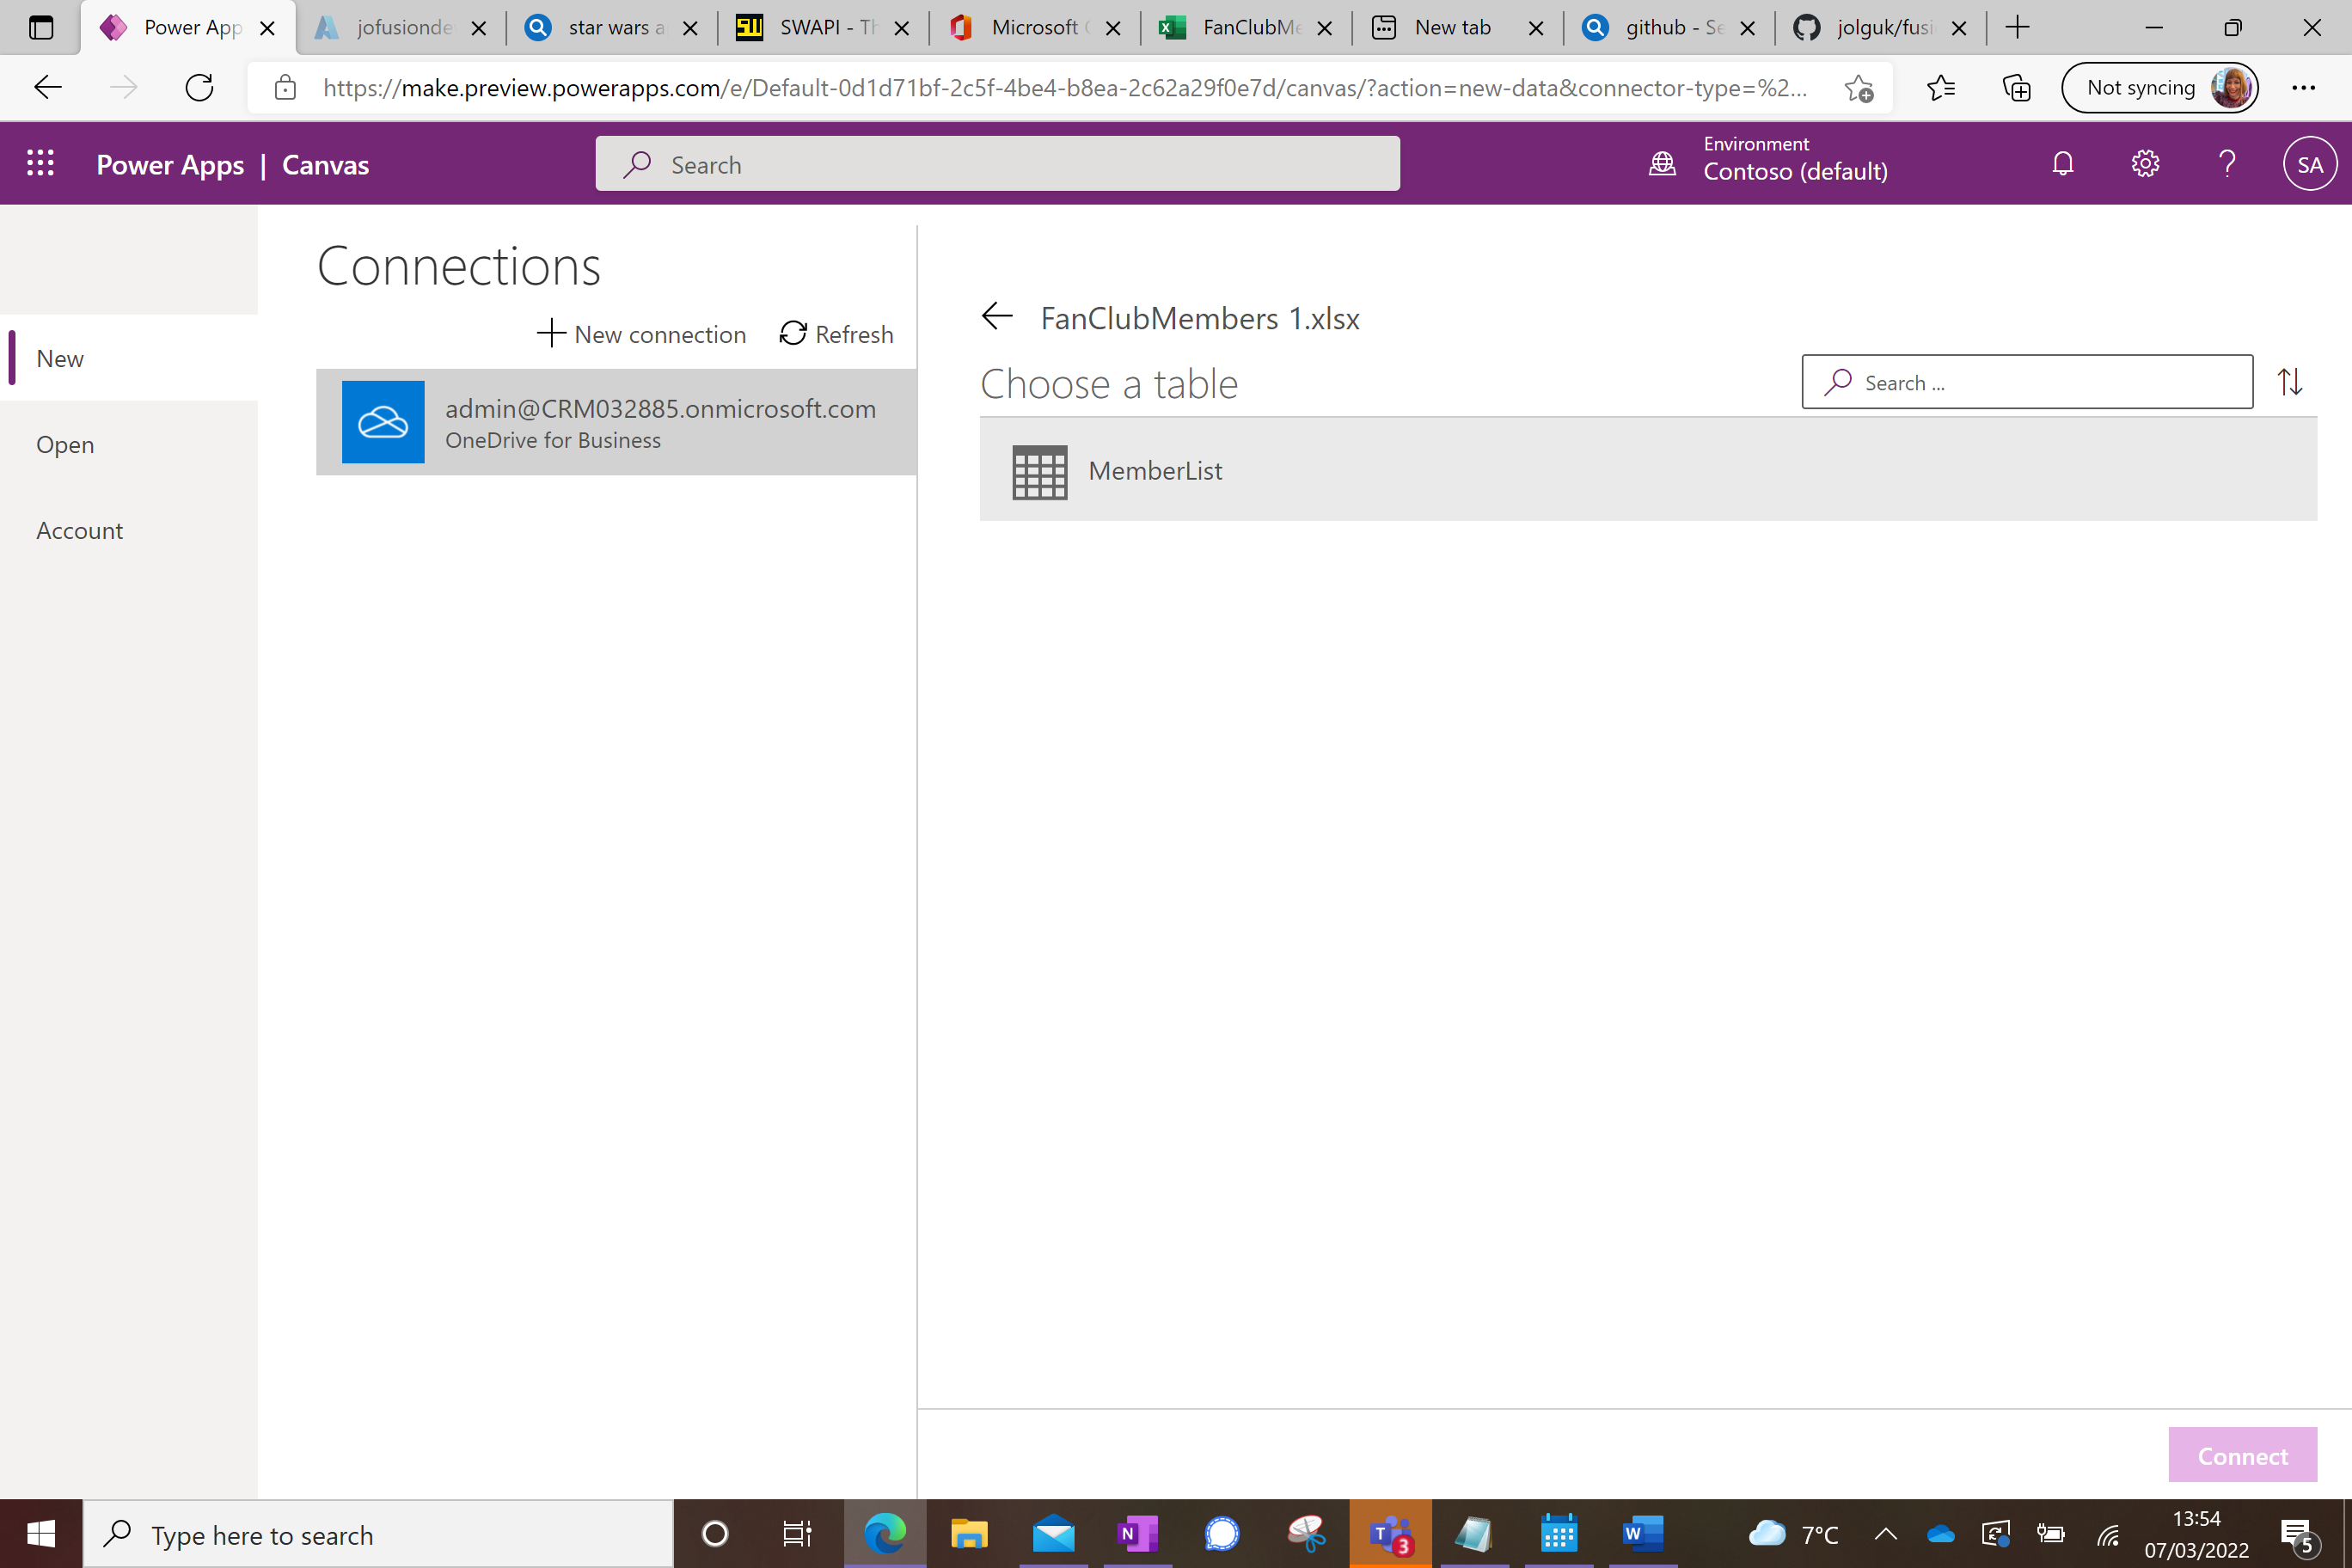 Power App
jofusionde
star wars a
SWAPI - Th
Microsoft
FanClubMe
New tab
github - Se
jolguk/fusi
https://make.preview.powerapps.com/e/Default-0d1d71bf-2c5f-4be4-b8ea-2c62a29f0e7d/canvas/?action=new-data&connector-type=%2...
Not syncing
Power Apps | Canvas
Search
Environment
Contoso (default)
SA
Connections
New connection
Refresh
New
Open
Account
admin@CRM032885.onmicrosoft.com
OneDrive for Business
FanClubMembers 1.xlsx
Choose a table
Search ...
MemberList
Connect
Type here to search
N
T
3
W
7°C
13:54
07/03/2022
5